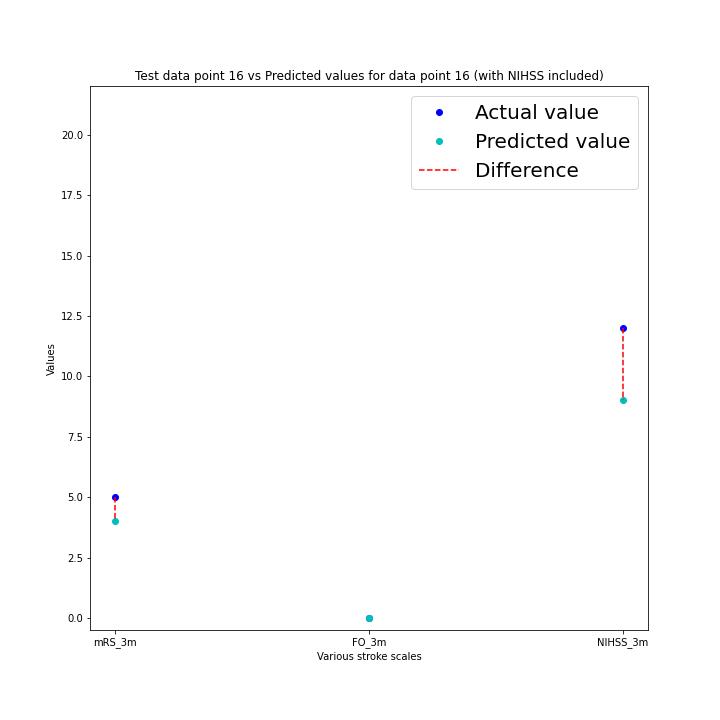 Test data point 16 vs Predicted values for data point 16 (with NIHSS included)
Actual value
Predicted value
Difference
20.0
17.5
15.0
12.5
10.0
7.5
5.0
2.5
0.0
Values
mRS_3m
FO_3m
NIHSS_3m
Various stroke scales